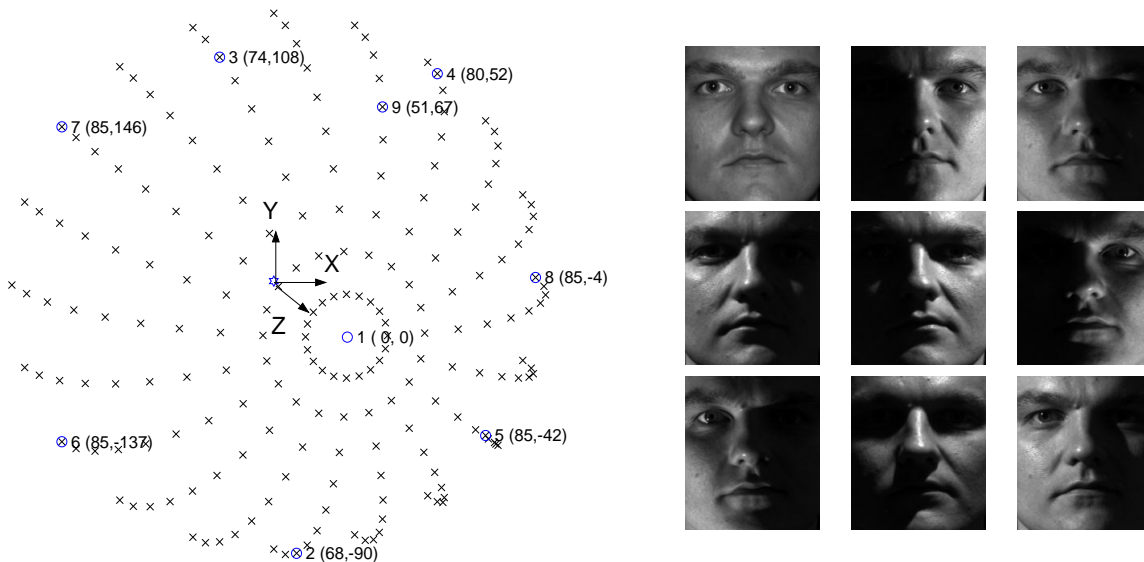 3 (74,108)
4 (80,52)
9 (51,67)
7 (85,146)
Y
X
8 (85,-4)
Z
1 ( 0, 0)
5 (85,-42)
6 (85,-137)
2 (68,-90)